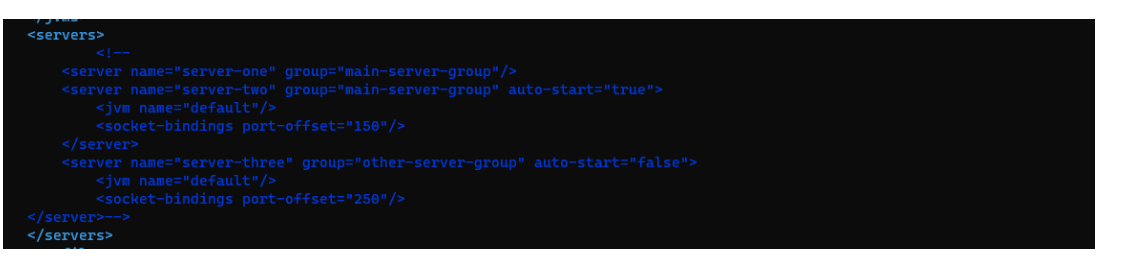 <servers>
<!--
<server name="server-one" group="main-server-group"/>
<server name="server-two" group="main-server-group" auto-start="true">
<jvm name="default"/>
<socket-bindings port-offset="150"/>
</server>
<server name="server-three" group="other-server-group" auto-start="false">
<jvm name="default"/>
<socket-bindings port-offset="250"/>
</server>-->
</servers>